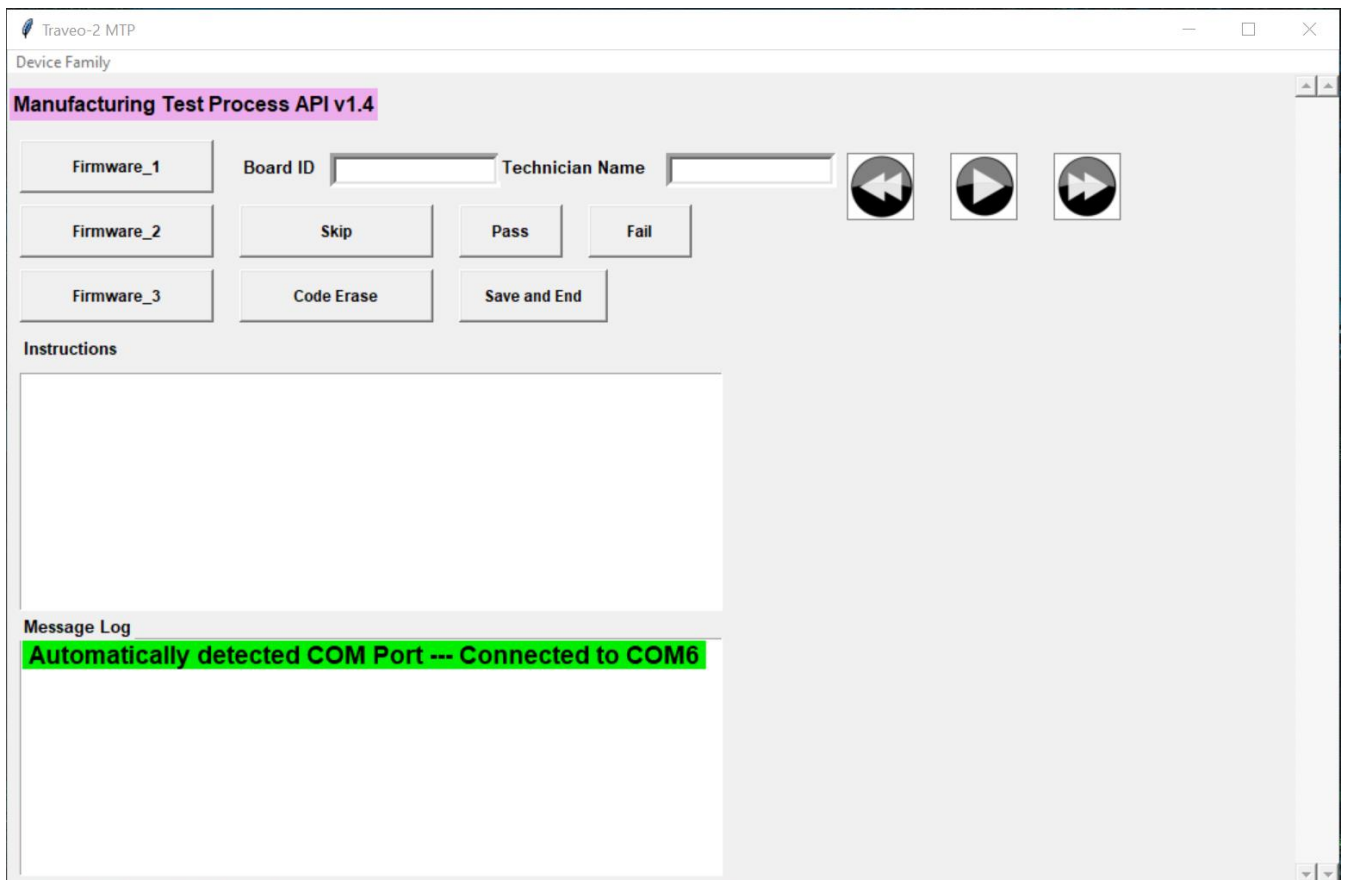 Traveo-2 MTP
Device Family
Manufacturing Test Process API v1.4
Firmware_1
Board ID
Technician Name
Firmware_2
Skip
Pass
Fail
Firmware_3
Code Erase
Save and End
Instructions
Message Log
Automatically detected COM Port --- Connected to COM6